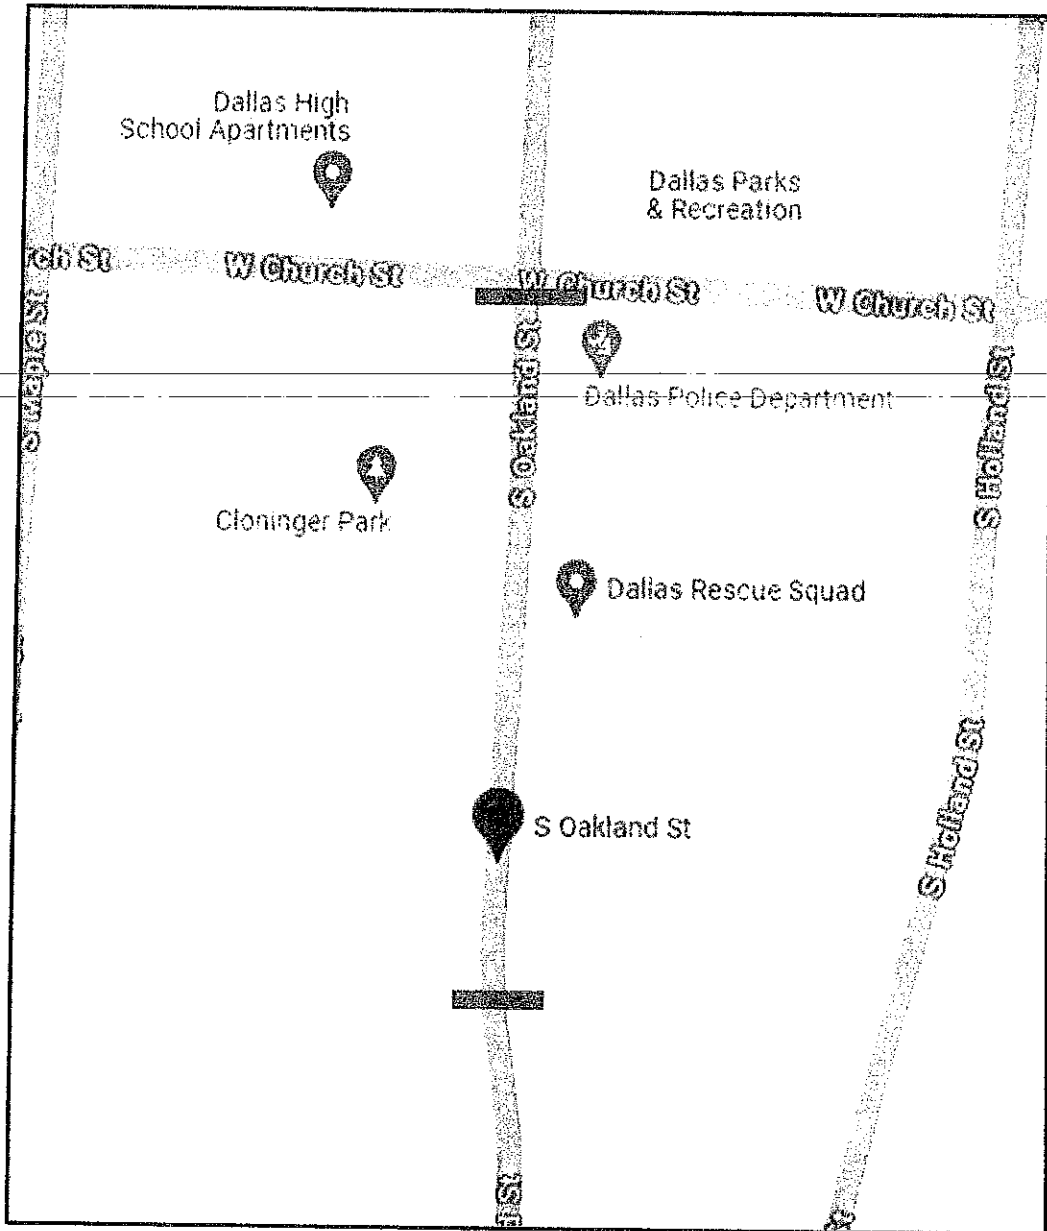 Dallas High
School Apartments
Dallas Parks
& Recreation
rch St
W Church St
W Church St
W Church St
S Maple St
S Oakland St
Dallas Police Department
S Holland St
Cloninger Park
Dallas Rescue Squad
S Holland St
S Oakland St
St